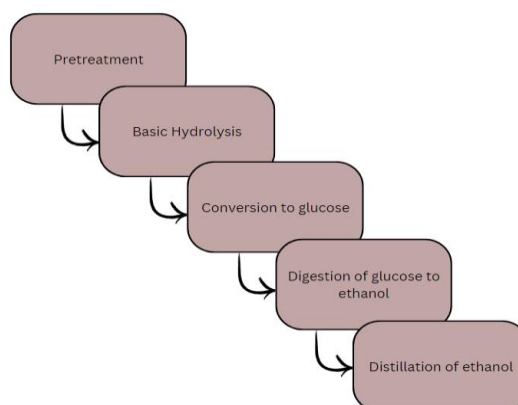 Pretreatment
Basic Hydrolysis
Conversion to glucose
Digestion of glucose to
ethanol
Distillation of ethanol